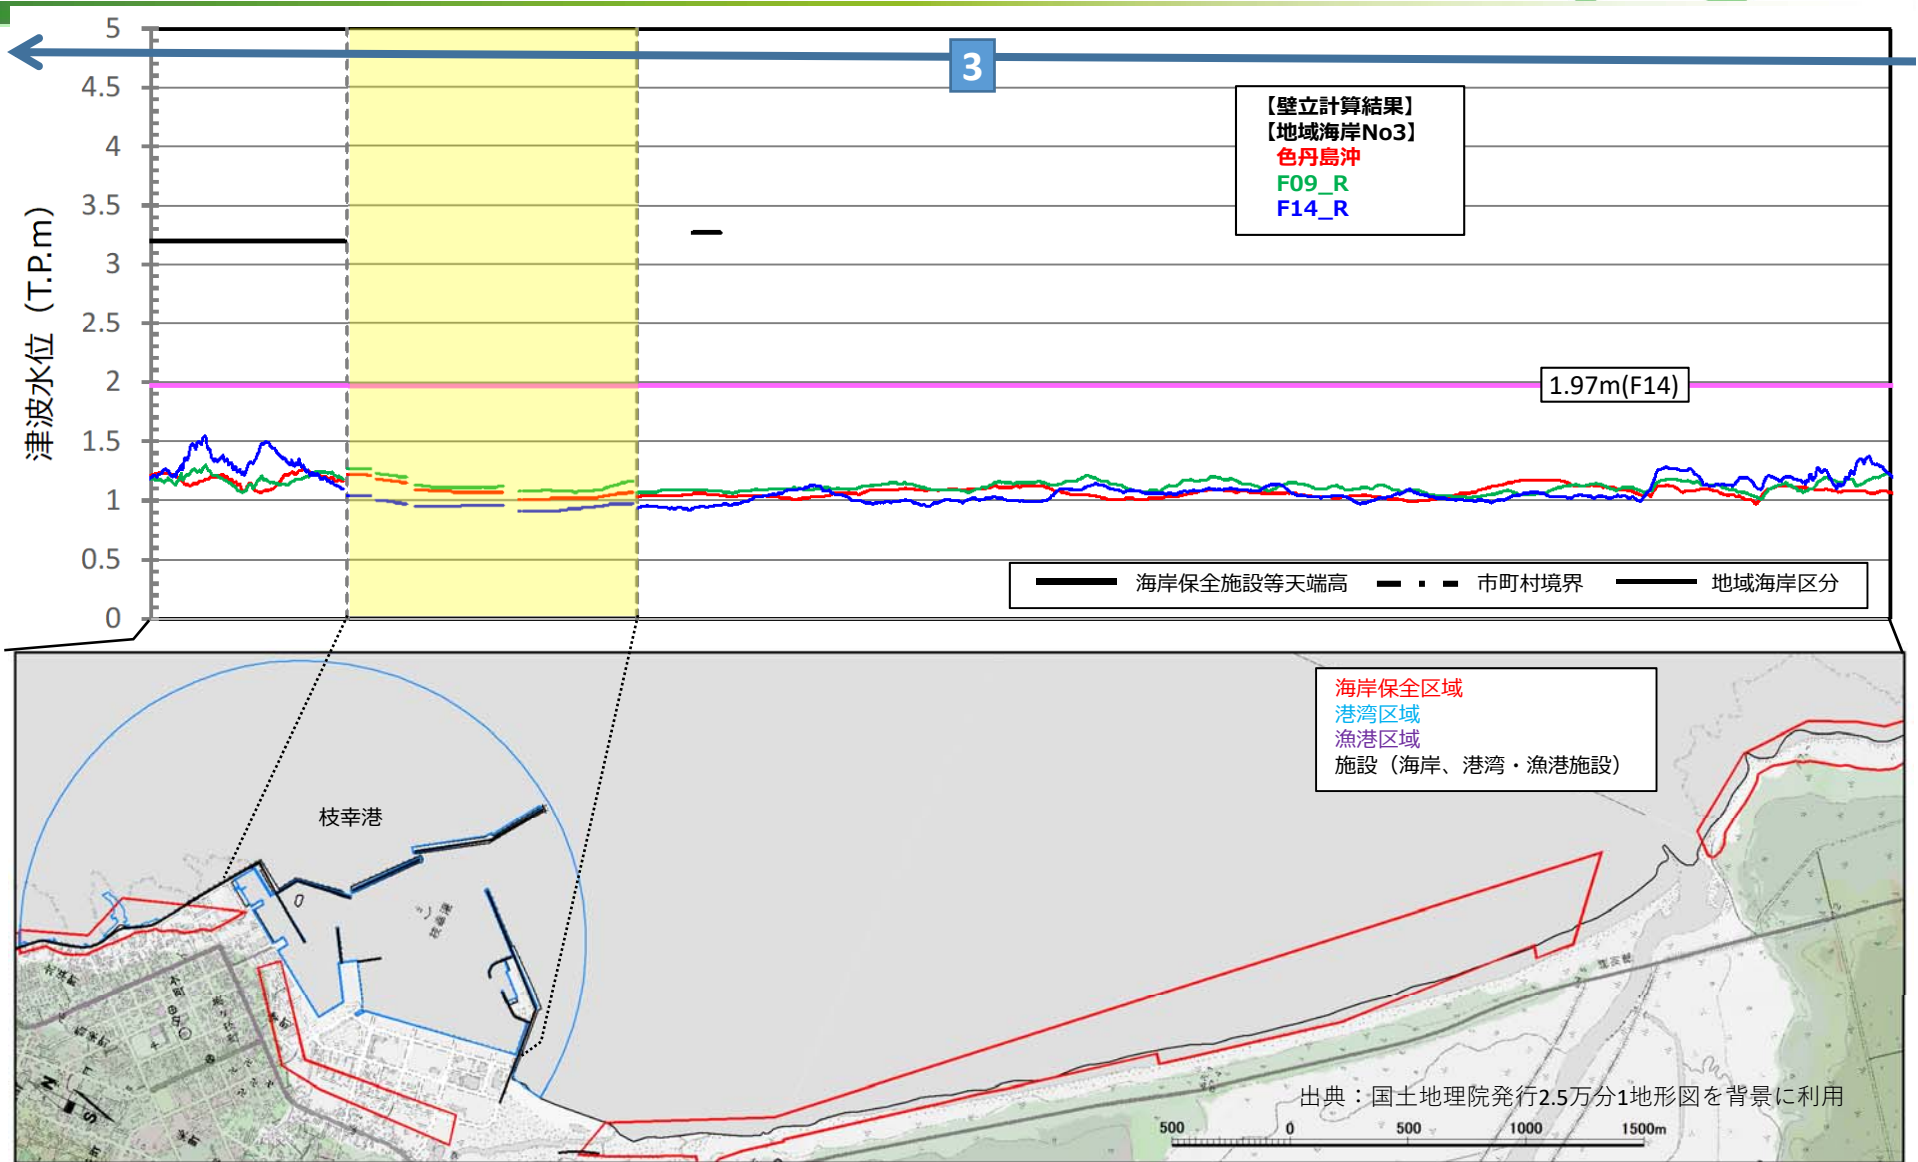 3
5
4.5
4
3.5
3
2.5
2
1.5
1
0.5
0
津波水位（T.P.m）
【壁立計算結果】
【地域海岸No3】
色丹島沖
F09_R
F14_R
1.97m(F14)
海岸保全施設等天端高
市町村境界
地域海岸区分
海岸保全区域
港湾区域
漁港区域
施設（海岸、港湾・漁港施設）
枝幸港
出典：国土地理院発行2.5万分1地形図を背景に利用
500 0 500 1000 1500m